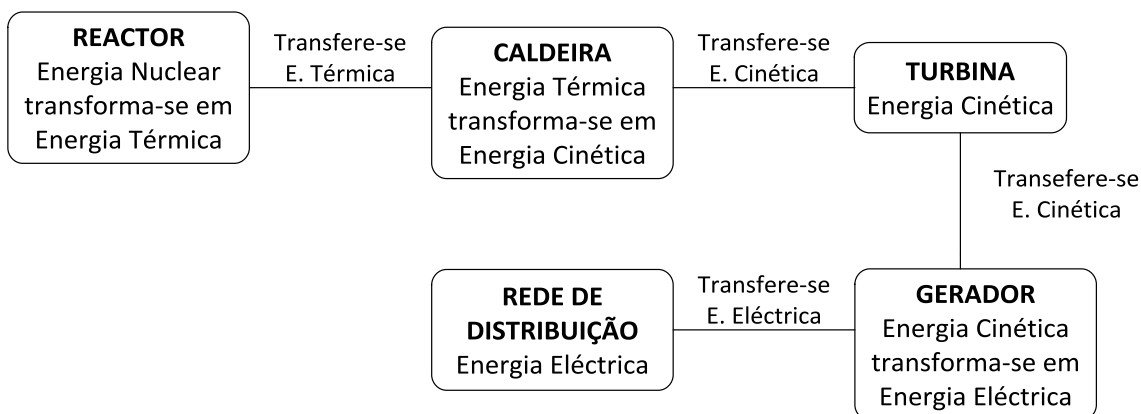 REACTOR
Energia Nuclear
transforma-se em
Energia Térmica
Transfere-se
E. Térmica
CALDEIRA
Energia Térmica
transforma-se em
Energia Cinética
Transfere-se
E. Cinética
TURBINA
Energia Cinética
Transefere-se
E. Cinética
GERADOR
Energia Cinética
transforma-se em
Energia Eléctrica
Transfere-se
E. Eléctrica
REDE DE
DISTRIBUIÇÃO
Energia Eléctrica